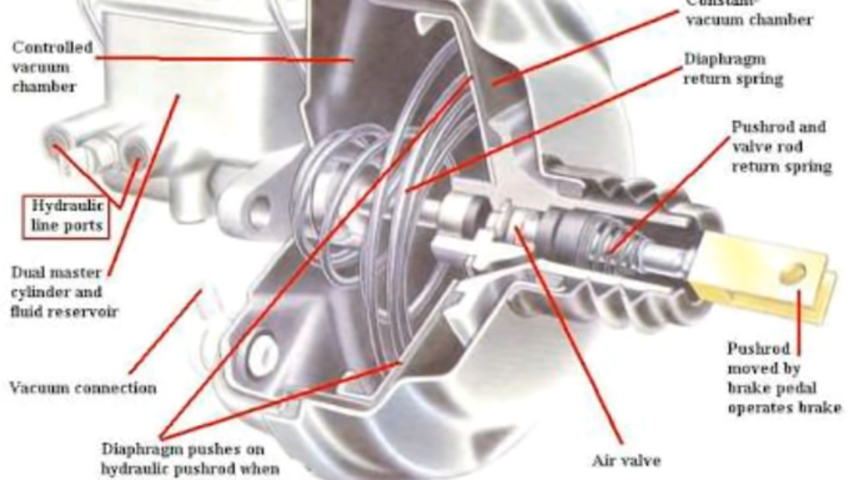 Controlled
vacuum
chamber
Constant-
vacuum chamber
Diaphragm
return spring
Pushrod and
valve rod
return spring
Hydraulic
line ports
Dual master
cylinder and
fluid reservoir
Vacuum connection
Pushrod
moved by
brake pedal
operates brake
Diaphragm pushes on
hydraulic pushrod when
Air valve